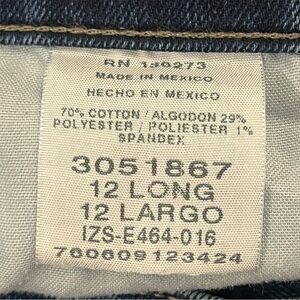 RN
MADE IN MEXICO
HECHO EN MEXICO
70% COTTON / ALGODON 29%
POLYESTER / POLIESTER 1%
SPANDEX
3051867
12 LONG
12 LARGO
IZS-E464-016
760609123424